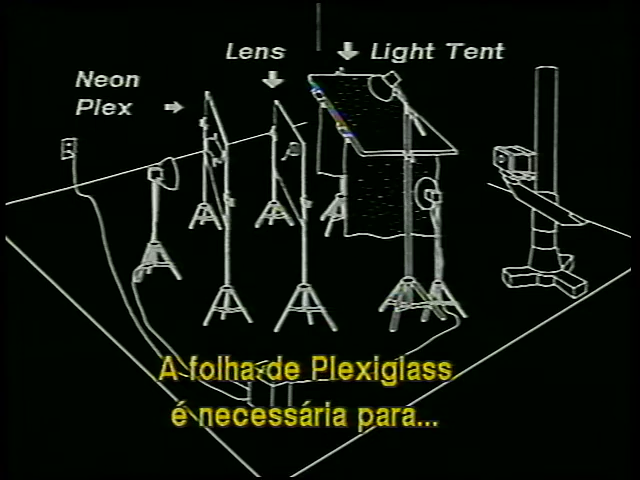 Lens
Light Tent
Neon
Plex
A folha de Plexiglass
é necessária para...